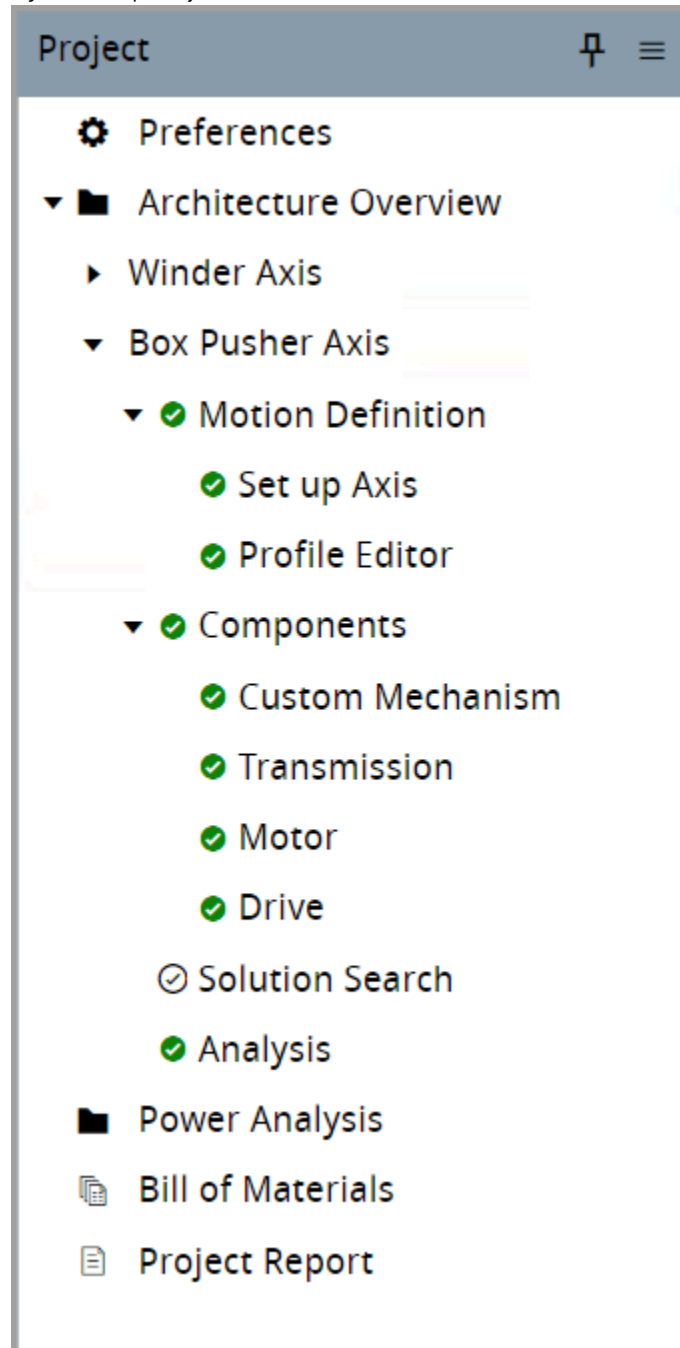 Project
Preferences
Architecture Overview
Winder Axis
Box Pusher Axis
Motion Definition
Set up Axis
Profile Editor
Components
Custom Mechanism
Transmission
Motor
Drive
Solution Search
Analysis
Power Analysis
Bill of Materials
Project Report